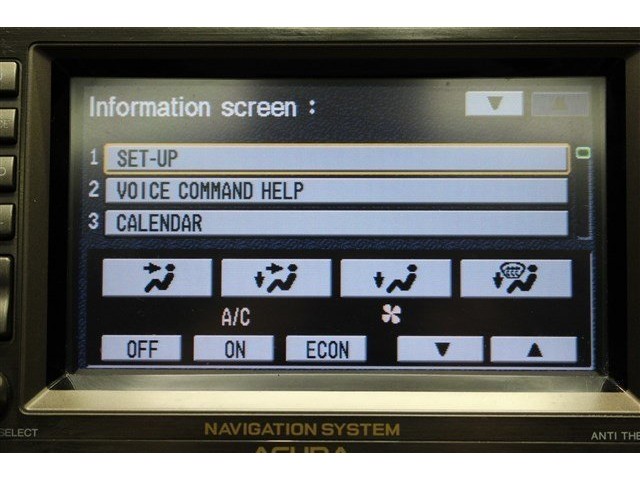 Information screen :
1 SET-UP
2 VOICE COMMAND HELP
3 CALENDAR
A/C
OFF ON ECON
SELECT
NAVIGATION SYSTEM
ANTI THE
ACURA